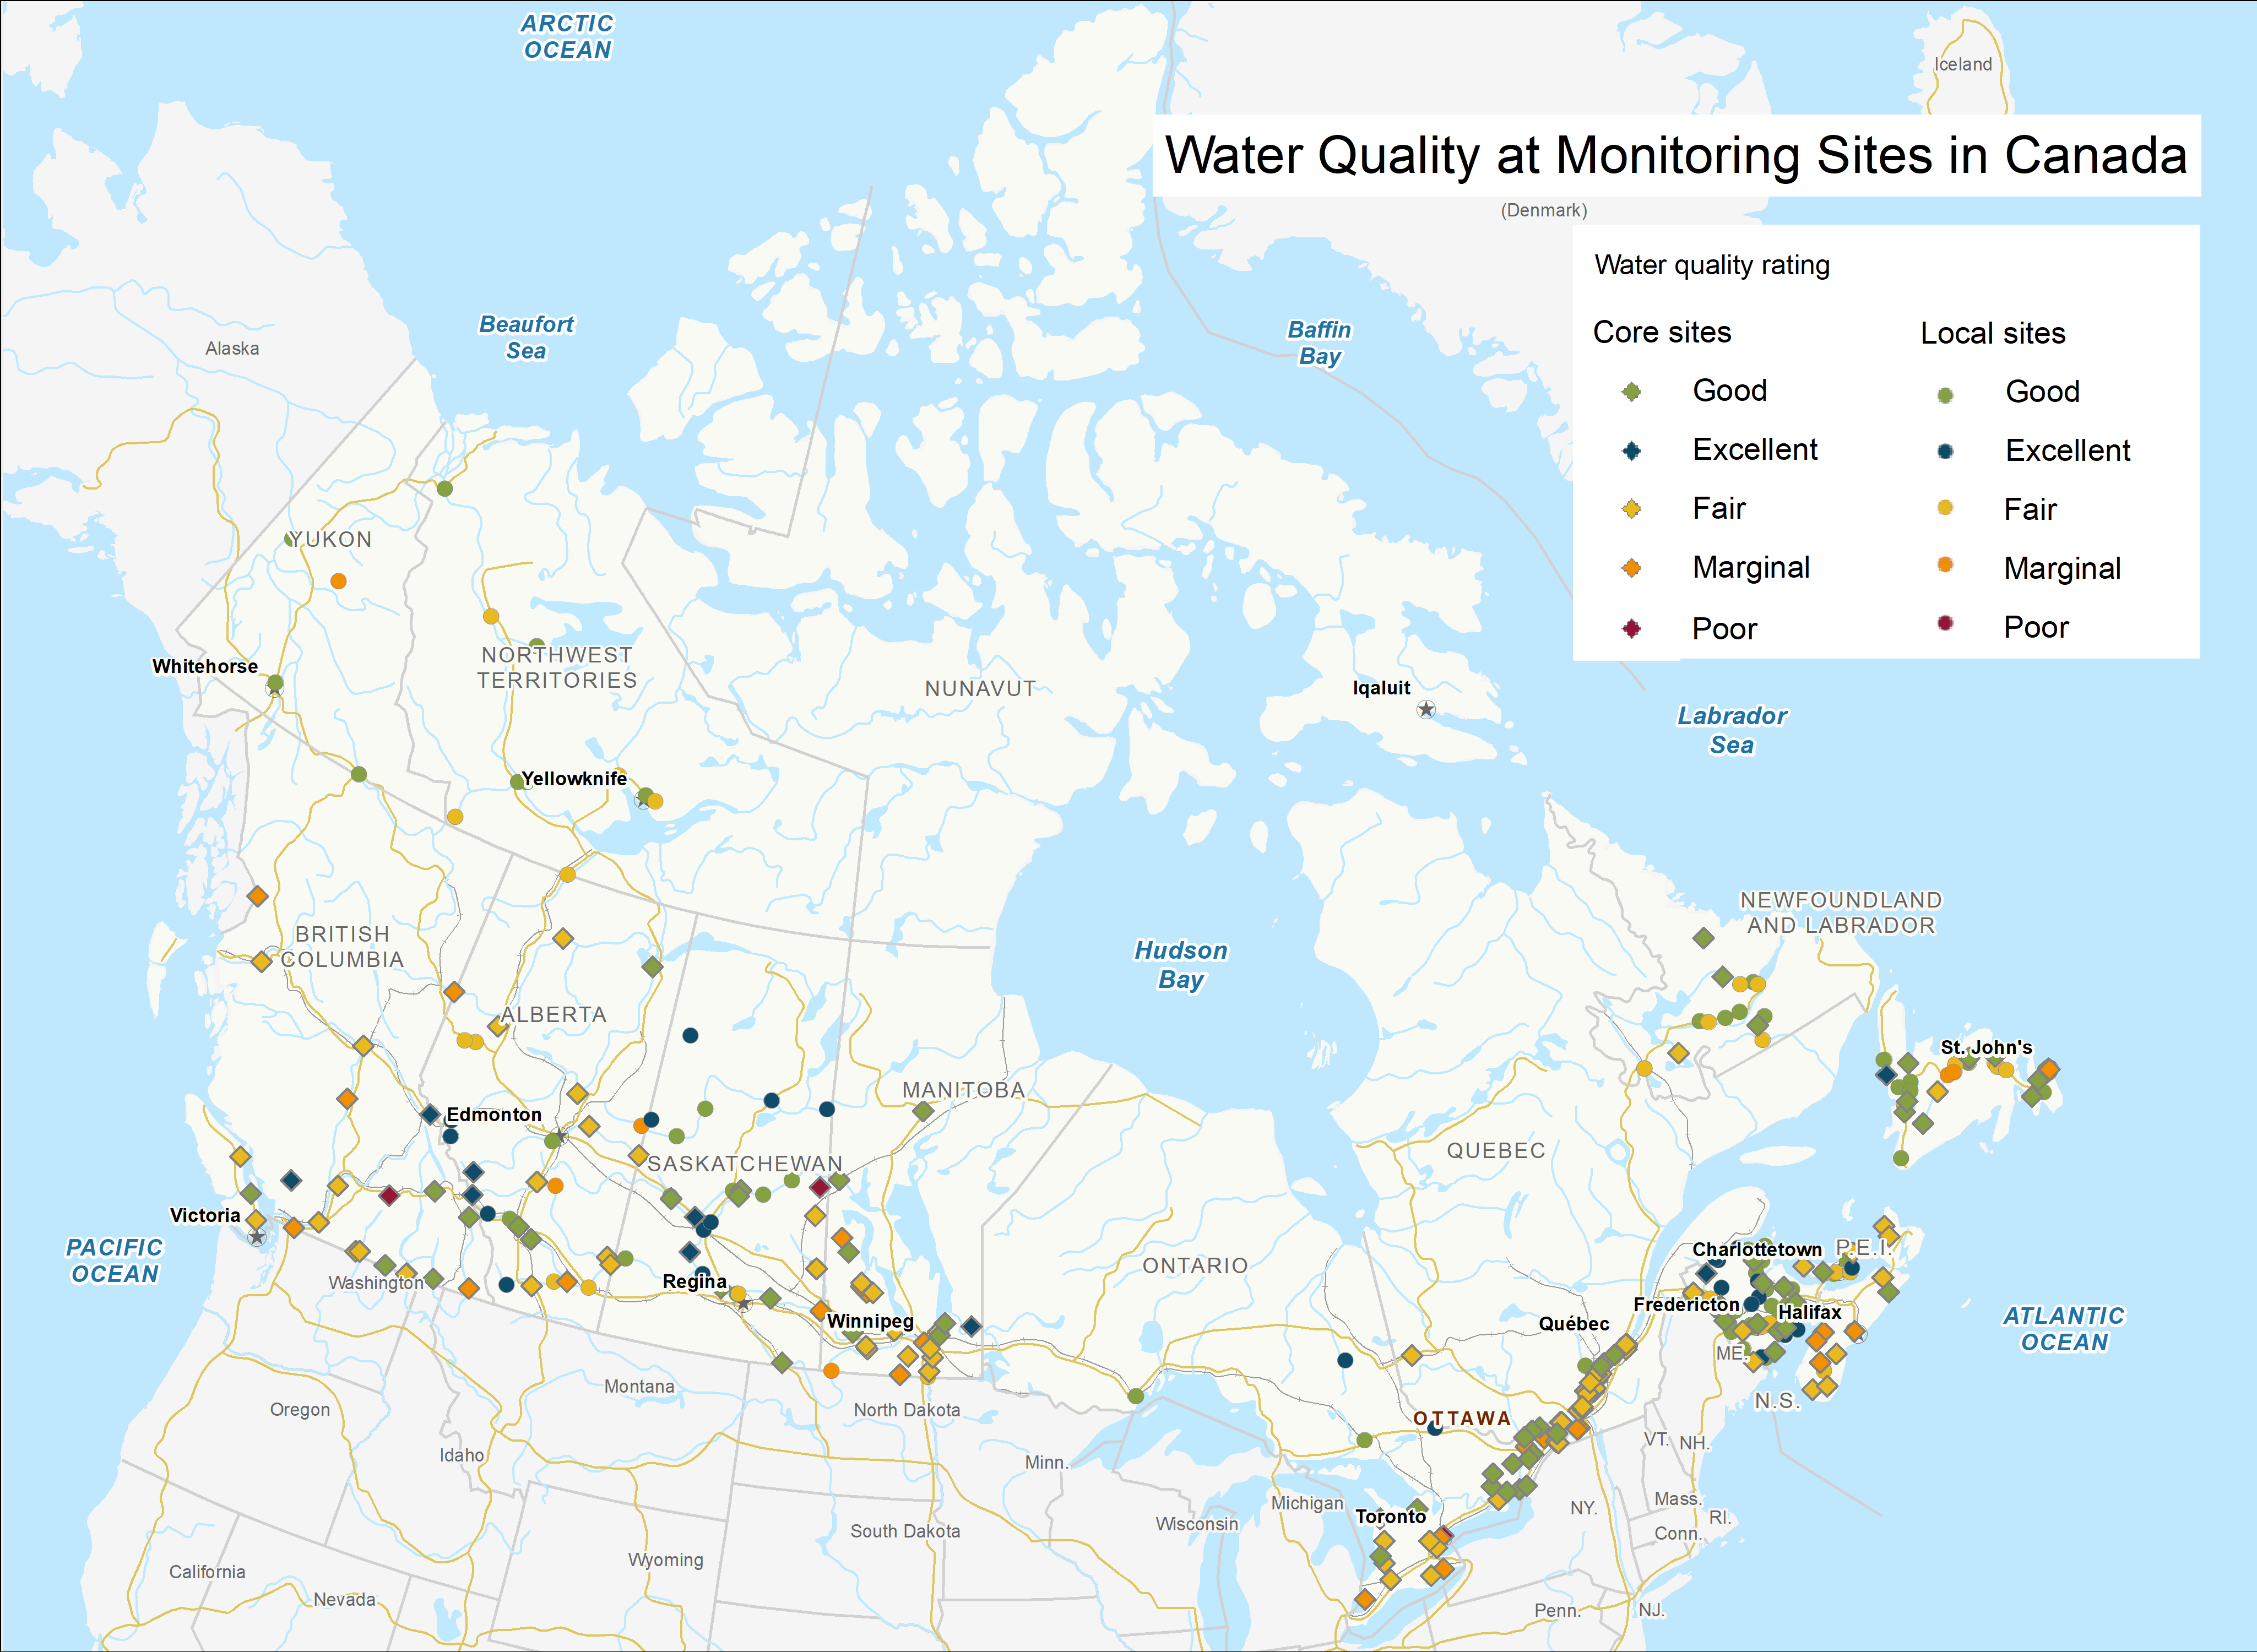 ARCTIC
OCEAN
Iceland
Water Quality at Monitoring Sites in Canada
(Denmark)
Water quality rating
Core sites
Local sites
Good
Good
Excellent
Excellent
Fair
Fair
Marginal
Marginal
Poor
Poor
Beaufort
Sea
Baffin
Bay
Alaska
YUKON
NORTHWEST
TERRITORIES
Whitehorse
NUNAVUT
Iqaluit
Labrador
Sea
Yellowknife
NEWFOUNDLAND
AND LABRADOR
BRITISH
COLUMBIA
Hudson
Bay
ALBERTA
St. John's
MANITOBA
Edmonton
QUEBEC
SASKATCHEWAN
Victoria
PACIFIC
OCEAN
Charlottetown
P.E.I.
ONTARIO
Washington
Regina
Fredericton
Halifax
ATLANTIC
OCEAN
Winnipeg
Québec
ME.
Montana
N.S.
Oregon
North Dakota
OTTAWA
VT.
NH.
Idaho
Minn.
Michigan
Mass.
Toronto
NY.
RI.
South Dakota
Wisconsin
Conn.
Wyoming
California
Nevada
Penn.
NJ.